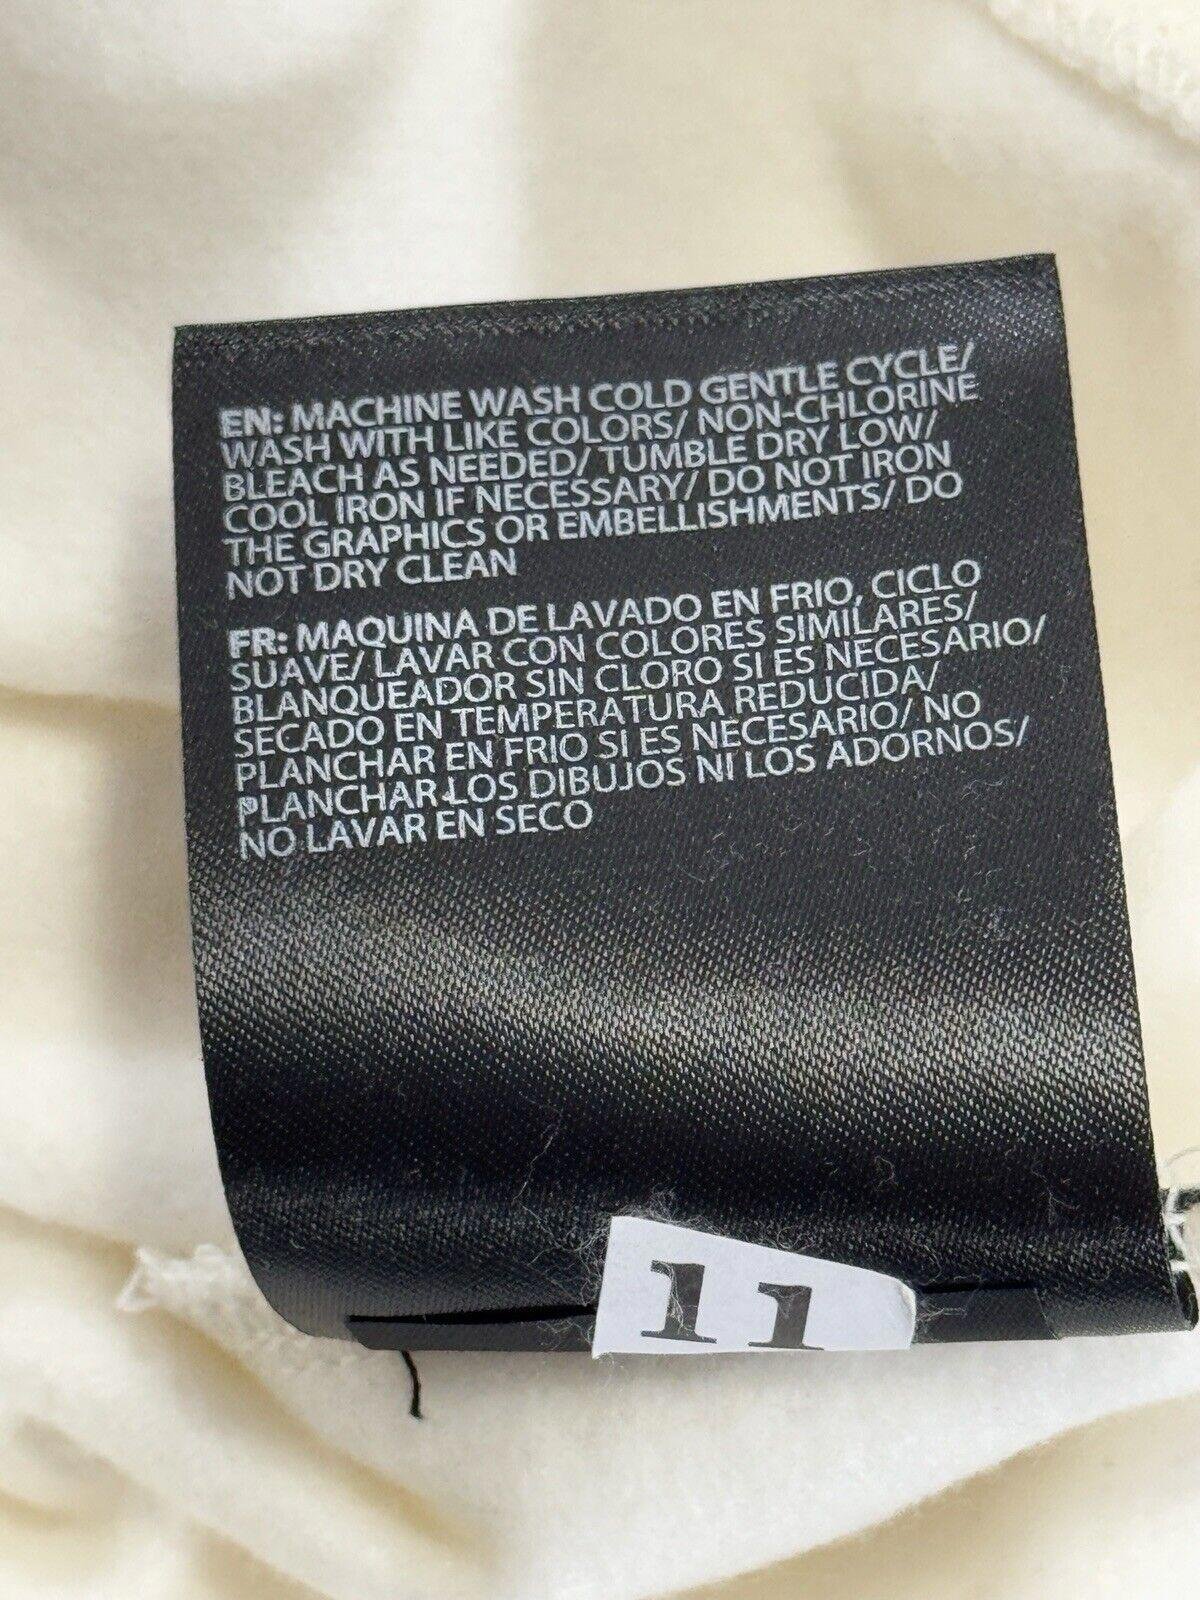 EN: MACHINE WASH COLD GENTLE CYCLE/
WASH WITH LIKE COLORS/ NON-CHLORINE
BLEACH AS NEEDED/ TUMBLE DRY LOW/
COOL IRON IF NECESSARY/ DO NOT IRON
THE GRAPHICS OR EMBELLISHMENTS/ DO
NOT DRY CLEAN
FR: MAQUINA DE LAVADO EN FRIO, CICLO
SUAVE/ LAVAR CON COLORES SIMILARES/
BLANQUEADOR SIN CLORO SI ES NECESARIO/
SECADO EN TEMPERATURA REDUCIDA/
PLANCHAR EN FRIO SI ES NECESARIO/ NO
PLANCHAR LOS DIBUJOS NI LOS ADORNOS/
NO LAVAR EN SECO
11